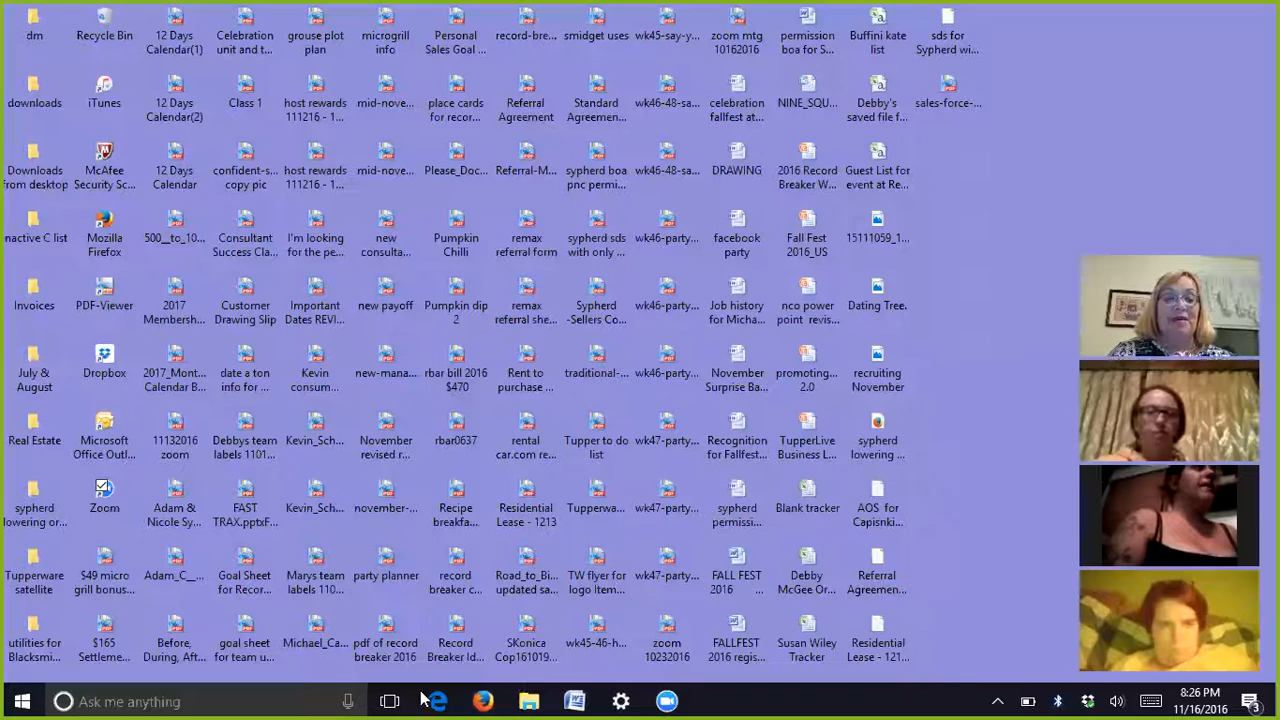 dm
Recycle Bin
12 Days
Calendar(1)
Celebration
unit and t...
grouse plot
plan
microgrill
info
Personal
Sales Goal ...
record-bre...
smidget uses
wk45-say-y...
zoom mtg
10162016
permission
boa for S...
Buffini kate
list
sds for
Sypherd wi...
downloads
iTunes
12 Days
Calendar(2)
Class 1
host rewards
111216 - 1...
mid-nove...
place cards
for recor...
Referral
Agreement
Standard
Agreemen...
wk46-48-sa...
celebration
fallfest at...
NINE_SQU...
Debby's
saved file f...
sales-force-...
Downloads
from desktop
McAfee
Security Sc...
12 Days
Calendar
confident-s...
copy pic
host rewards
111216 - 1...
mid-nove...
Please_Doc...
Referral-M...
sypherd boa
pnc permi...
wk46-48-sa...
DRAWING
2016 Record
Breaker W...
Guest List for
event at Re...
nactive C list
Mozilla
Firefox
500__to_10...
Consultant
Success Cla...
I'm looking
for the pe...
new
consulta...
Pumpkin
Chilli
remax
referral form
sypherd sds
with only ...
wk46-party...
facebook
party
Fall Fest
2016_US
15111059_1...
Invoices
PDF-Viewer
2017
Membersh...
Customer
Drawing Slip
Important
Dates REVI...
new payoff
Pumpkin dip
2
remax
referral she...
Sypherd
-Sellers Co...
wk46-party...
Job history
for Micha...
nco power
point revis...
Dating Tree.
July &
August
Dropbox
2017_Mont...
Calendar B...
date a ton
info for ...
Kevin
consum...
new-mana...
rbar bill 2016
$470
Rent to
purchase ...
traditional-...
wk46-party...
November
Surprise Ba...
promoting...
2.0
recruiting
November
Real Estate
Microsoft
Office Outl...
11132016
zoom
Debbys team
labels 1101...
Kevin_Sch...
November
revised r...
rbar0637
rental
car.com re...
Tupper to do
list
wk47-party...
Recognition
for Fallfest...
TupperLive
Business L...
sypherd
lowering ...
sypherd
lowering or...
Zoom
Adam &
Nicole Sy...
FAST
TRAX.pptxF...
Kevin_Sch...
november-...
Recipe
breakfa...
Residential
Lease - 1213
Tupperwa...
wk47-party...
sypherd
permissi...
Blank tracker
AOS for
Capisnki...
Tupperware
satellite
$49 micro
grill bonus...
Adam_C__...
Goal Sheet
for Recor...
Marys team
labels 110...
party planner
record
breaker c...
Road_to_Bi...
updated sa...
TW flyer for
logo Item...
wk47-party...
FALL FEST
2016 ...
Debby
McGee Or...
Referral
Agreemen...
utilities for
Blacksmi...
$165
Settleme...
Before,
During, Aft...
goal sheet
for team u...
Michael_Ca...
pdf of record
breaker 2016
Record
Breaker Id...
SKonica
Cop161019...
wk45-46-h...
zoom
10232016
FALLFEST
2016 regis...
Susan Wiley
Tracker
Residential
Lease - 121...
Ask me anything
8:26 PM
11/16/2016
3